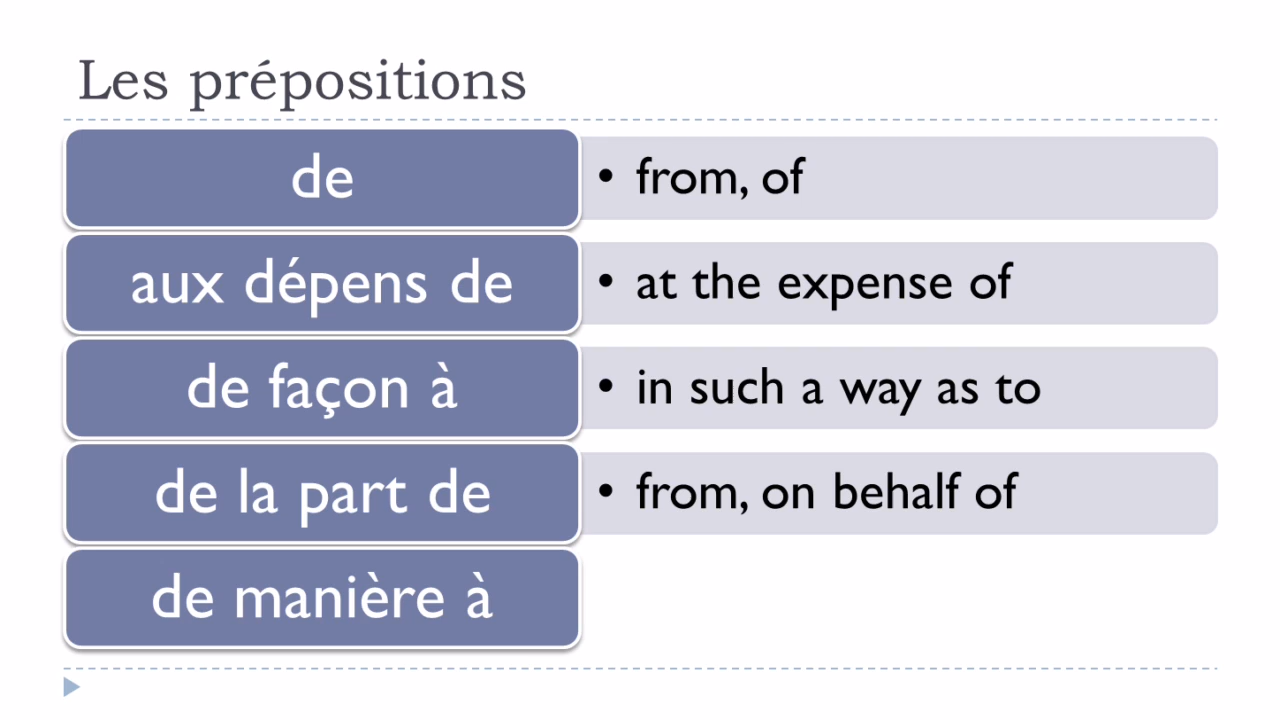 Les prépositions
de
• from, of
aux dépens de
• at the expense of
de façon à
• in such a way as to
de la part de
• from, on behalf of
de manière à